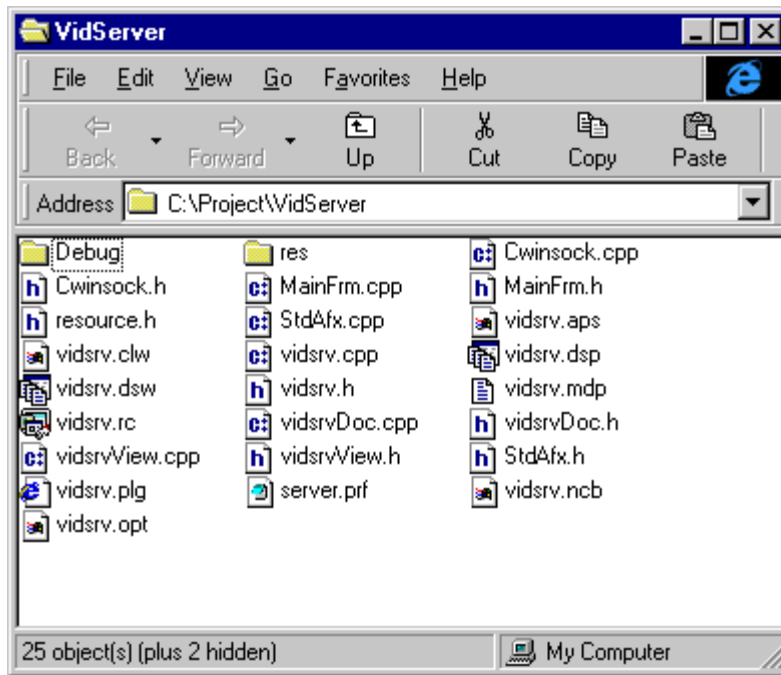 VidServer
File Edit View Go Favorites Help
Back Forward Up Cut Copy Paste
Address C:\Project\VidServer
Debug res Cwinsock.cpp
Cwinsock.h MainFrm.cpp MainFrm.h
resource.h StdAfx.cpp vidsrv.aps
vidsrv.clw vidsrv.cpp vidsrv.dsp
vidsrv.dsw vidsrv.h vidsrv.mdp
vidsrv.rc vidsrvDoc.cpp vidsrvDoc.h
vidsrvView.cpp vidsrvView.h StdAfx.h
vidsrv.plg server.prf vidsrv.ncb
vidsrv.opt
25 object(s) (plus 2 hidden) My Computer